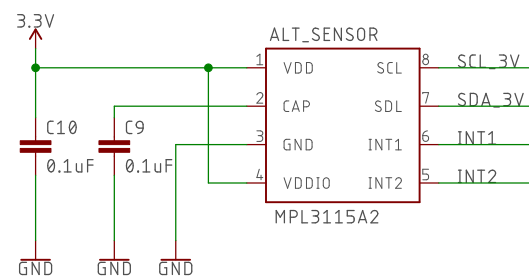 3.3V
ALT_SENSOR
1 VDD SCL 8 SCL_3V
2 CAP SDL 7 SDA_3V
3 GND INT1 6 INT1
4 VDDIO INT2 5 INT2
C10 C9
0.1uF 0.1uF
MPL3115A2
GND GND GND